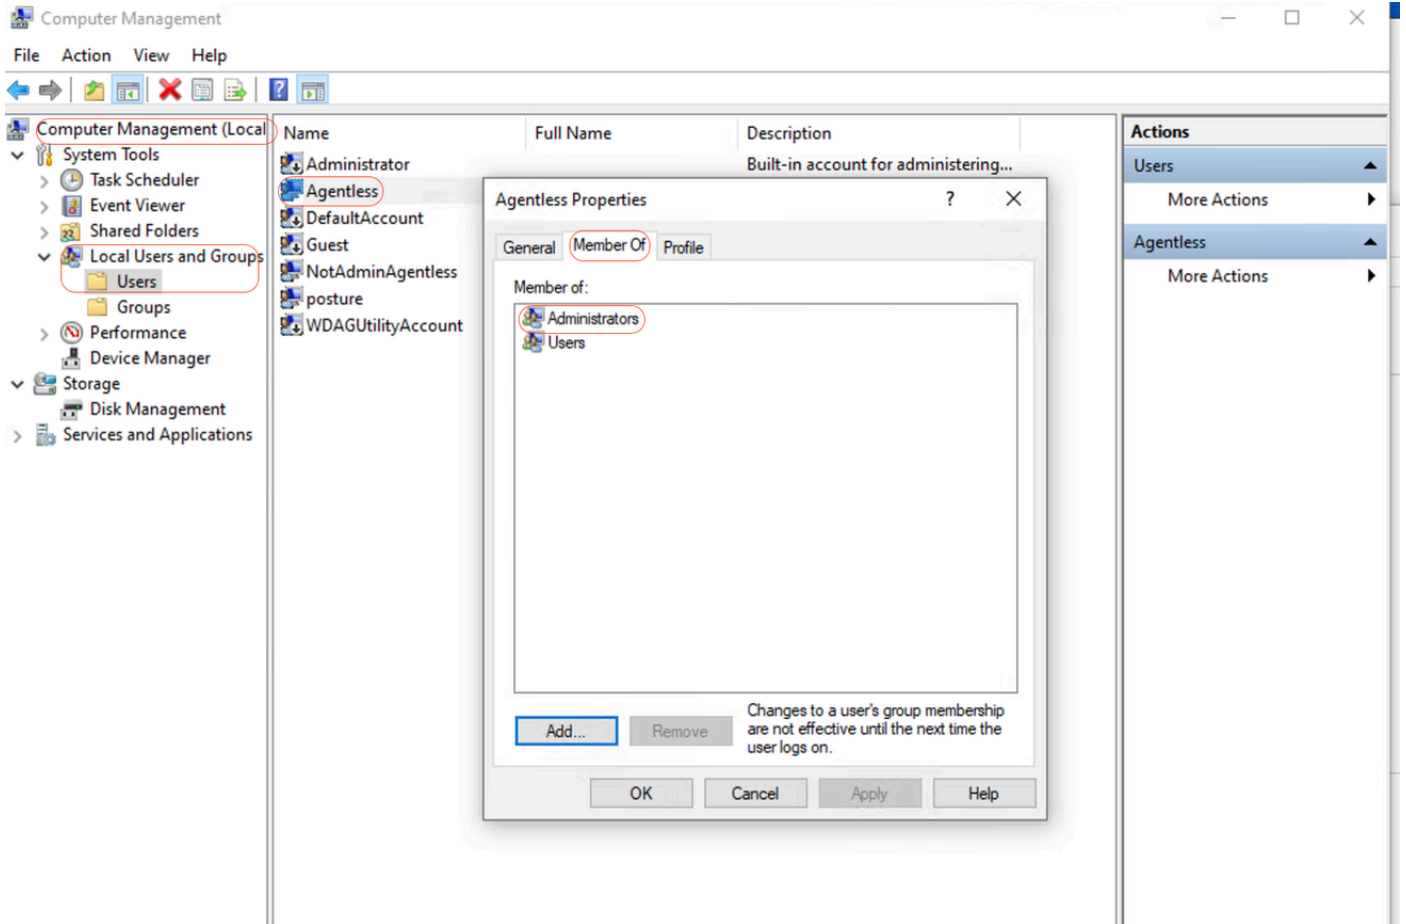 Computer Management
File Action View Help
Computer Management (Local
System Tools
Task Scheduler
Event Viewer
Shared Folders
Local Users and Groups
Users
Groups
Performance
Device Manager
Storage
Disk Management
Services and Applications
Name Full Name Description
Administrator Built-in account for administering...
Agentless
DefaultAccount
Guest
NotAdminAgentless
posture
WDAGUtilityAccount
Agentless Properties ?
General Member Of Profile
Member of:
Administrators
Users
Add... Remove
Changes to a user's group membership
are not effective until the next time the
user logs on.
OK Cancel Apply Help
Actions
Users
More Actions
Agentless
More Actions